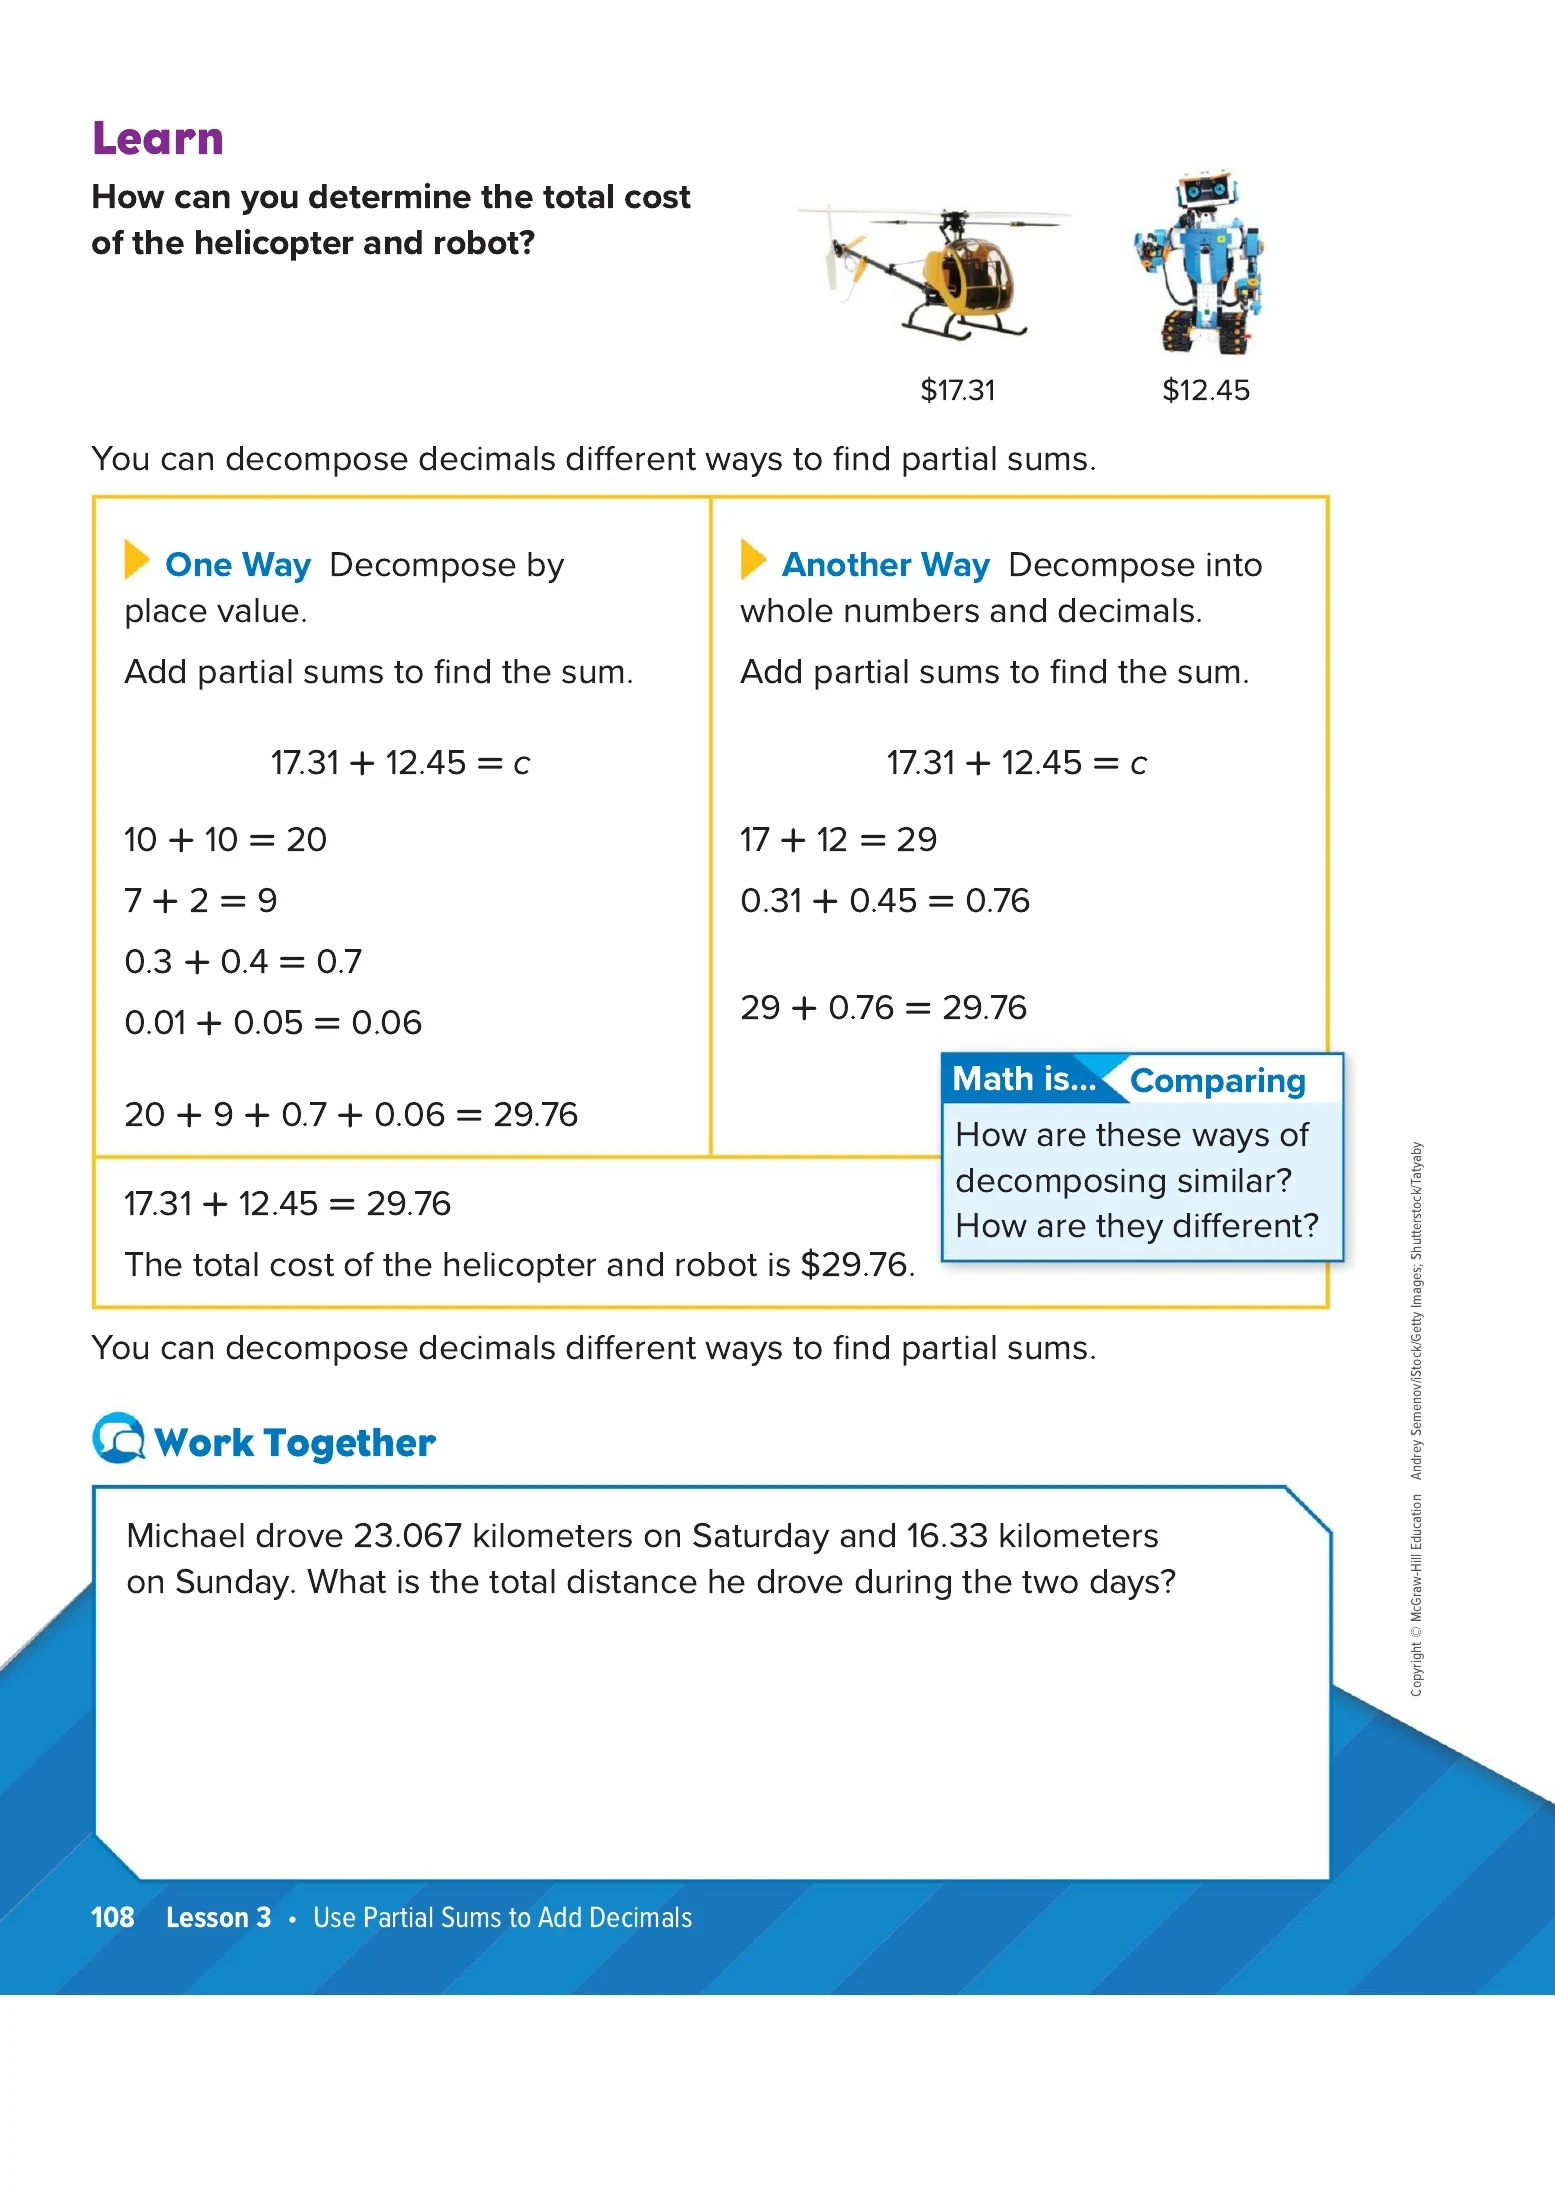 Learn
How can you determine the total cost
of the helicopter and robot?
$17.31
$12.45
You can decompose decimals different ways to find partial sums.
One Way Decompose by
place value.
Add partial sums to find the sum.
17.31 + 12.45 = c
10 + 10 = 20
7 + 2 = 9
0.3 + 0.4 = 0.7
0.01 + 0.05 = 0.06
20 + 9 + 0.7 + 0.06 = 29.76
Another Way Decompose into
whole numbers and decimals.
Add partial sums to find the sum.
17.31 + 12.45 = c
17 + 12 = 29
0.31 + 0.45 = 0.76
29 + 0.76 = 29.76
Math is... Comparing
How are these ways of
decomposing similar?
How are they different?
17.31 + 12.45 = 29.76
The total cost of the helicopter and robot is $29.76.
You can decompose decimals different ways to find partial sums.
Work Together
Michael drove 23.067 kilometers on Saturday and 16.33 kilometers
on Sunday. What is the total distance he drove during the two days?
108 Lesson 3 • Use Partial Sums to Add Decimals
Copyright © McGraw-Hill Education Andrey Semenov/iStock/Getty Images; Shutterstock/Tatyaby